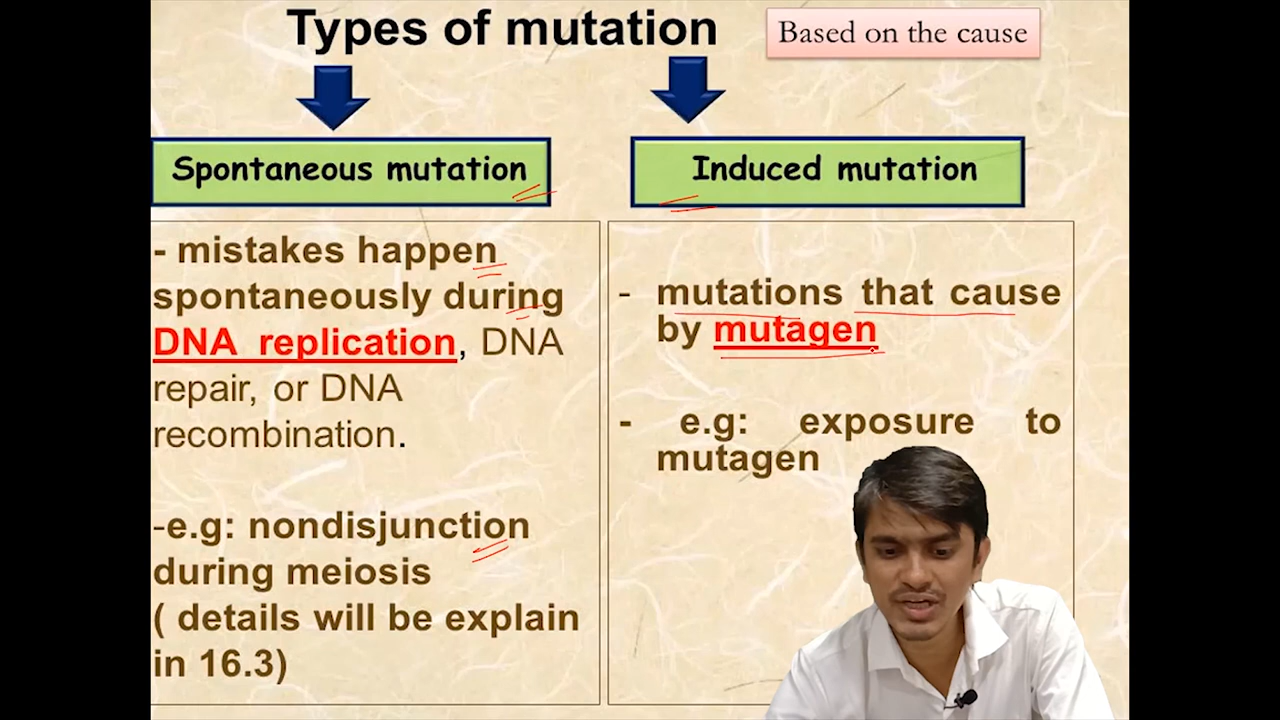 Types of mutation
Based on the cause
Spontaneous mutation
Induced mutation
- mistakes happen
spontaneously during
DNA replication, DNA
repair, or DNA
recombination.
-e.g: nondisjunction
during meiosis
( details will be explain
in 16.3)
- mutations that cause
by mutagen
- e.g: exposure to
mutagen